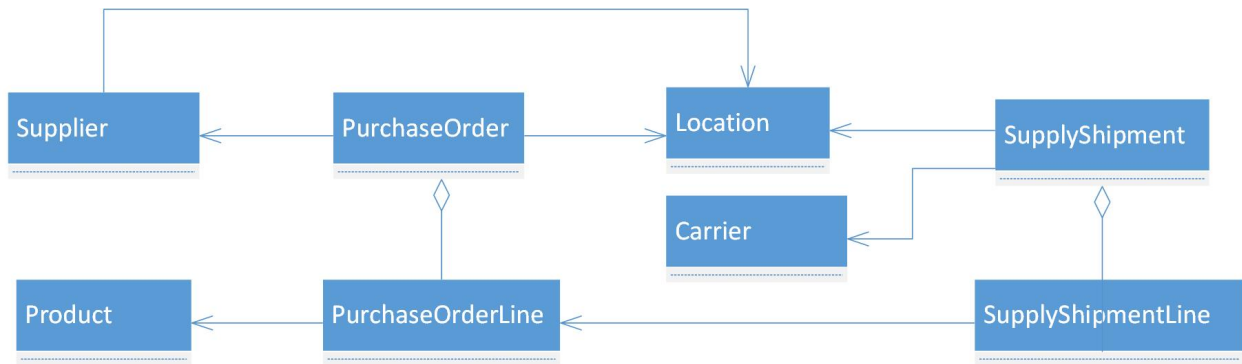 Supplier
PurchaseOrder
Location
SupplyShipment
Carrier
Product
PurchaseOrderLine
SupplyShipmentLine